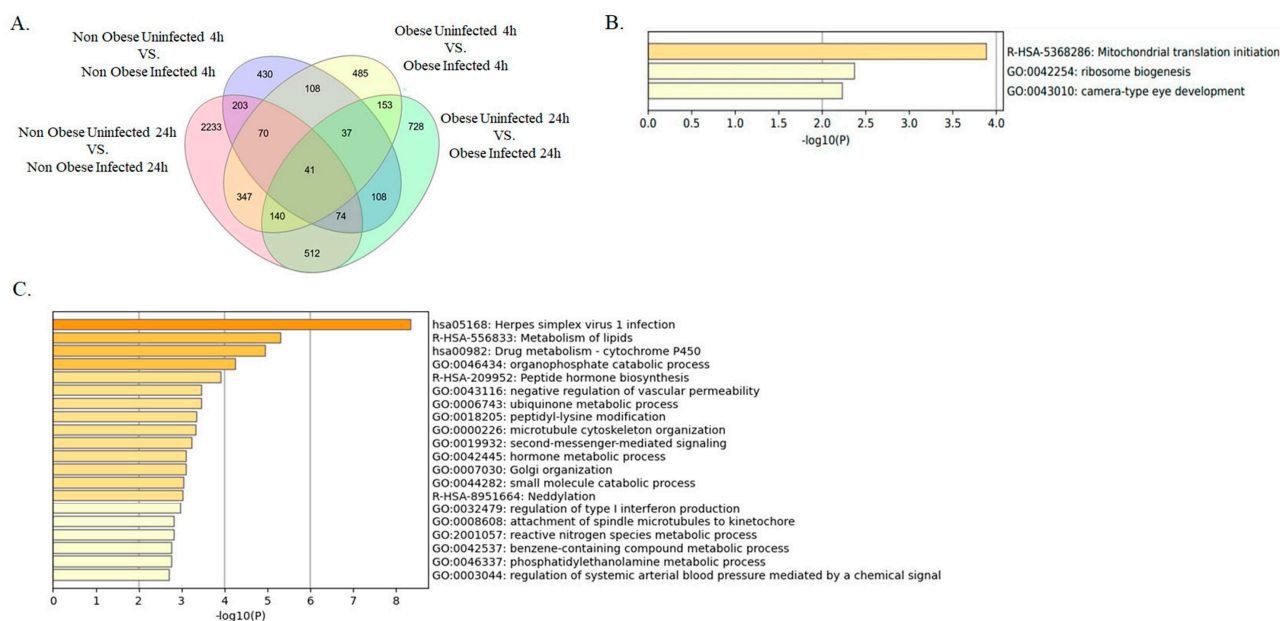 A.
Non Obese Uninfected 4h
VS.
Non Obese Infected 4h
Obese Uninfected 4h
VS.
Obese Infected 4h
Non Obese Uninfected 24h
VS.
Non Obese Infected 24h
Obese Uninfected 24h
VS.
Obese Infected 24h
430
485
108
203
153
2233
70
37
728
41
347
108
140
74
512
B.
R-HSA-5368286: Mitochondrial translation initiation
GO:0042254: ribosome biogenesis
GO:0043010: camera-type eye development
0.0 0.5 1.0 1.5 2.0 2.5 3.0 3.5 4.0
-log10(P)
C.
hsa05168: Herpes simplex virus 1 infection
R-HSA-556833: Metabolism of lipids
hsa00982: Drug metabolism - cytochrome P450
GO:0046434: organophosphate catabolic process
R-HSA-209952: Peptide hormone biosynthesis
GO:0043116: negative regulation of vascular permeability
GO:0006743: ubiquinone metabolic process
GO:0018205: peptidyl-lysine modification
GO:0000226: microtubule cytoskeleton organization
GO:0019932: second-messenger-mediated signaling
GO:0042445: hormone metabolic process
GO:0007030: Golgi organization
GO:0044282: small molecule catabolic process
R-HSA-8951664: Neddylation
GO:0032479: regulation of type I interferon production
GO:0008608: attachment of spindle microtubules to kinetochore
GO:2001057: reactive nitrogen species metabolic process
GO:0042537: benzene-containing compound metabolic process
GO:0046337: phosphatidylethanolamine metabolic process
GO:0003044: regulation of systemic arterial blood pressure mediated by a chemical signal
0 1 2 3 4 5 6 7 8
-log10(P)